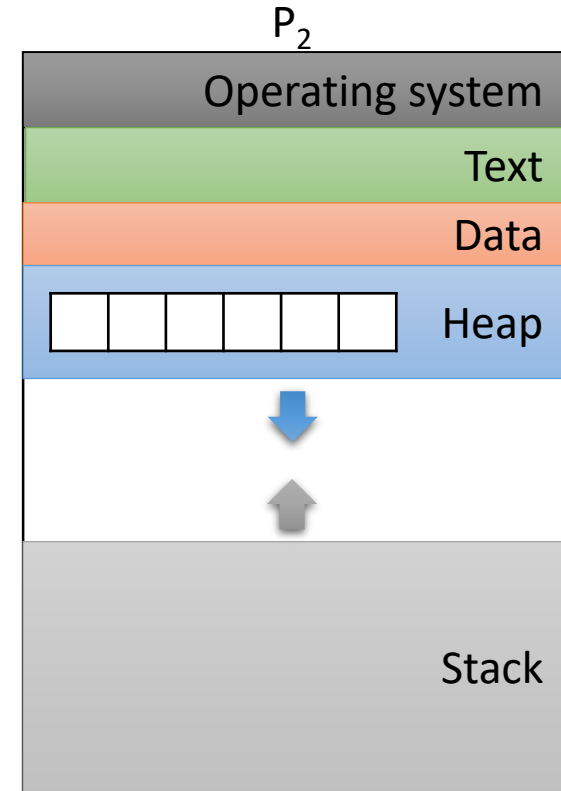 P₂
Operating system
Text
Data
Heap
Stack